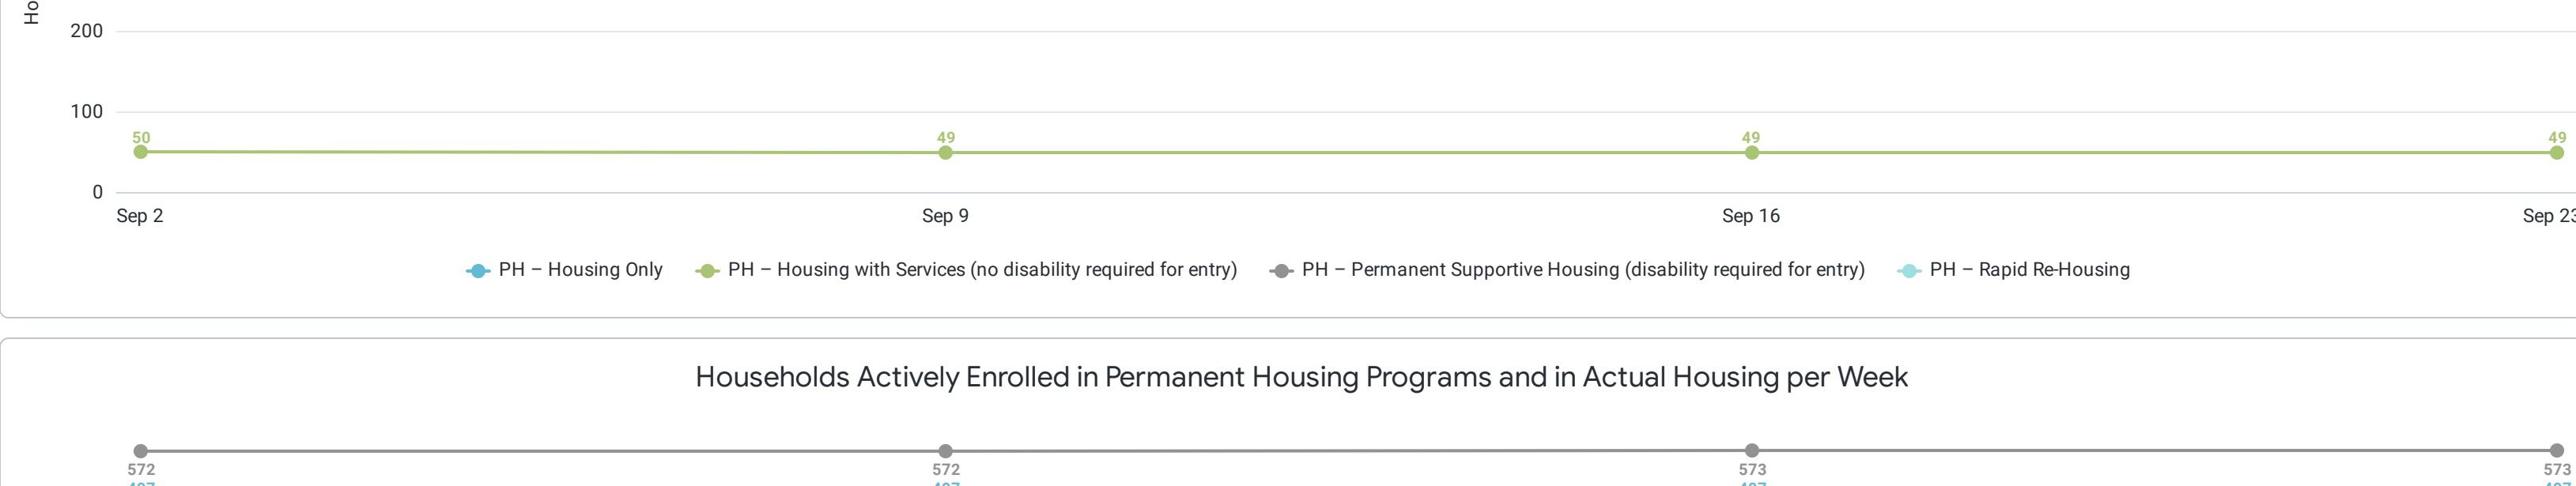 Ho
200
100
50 49 49 49
0
Sep 2 Sep 9 Sep 16 Sep 23
PH – Housing Only PH – Housing with Services (no disability required for entry) PH – Permanent Supportive Housing (disability required for entry) PH – Rapid Re-Housing
Households Actively Enrolled in Permanent Housing Programs and in Actual Housing per Week
572 572 573 573